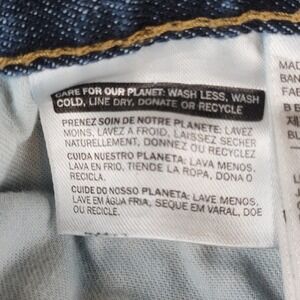 CARE FOR OUR PLANET: WASH LESS, WASH
COLD, LINE DRY, DONATE OR RECYCLE
PRENEZ SOIN DE NOTRE PLANETE: LAVEZ
MOINS, LAVEZ A FROID, LAISSEZ SECHER
NATURELLEMENT, DONNEZ OU RECYCLEZ
CUIDA NUESTRO PLANETA: LAVA MENOS,
LAVA EN FRIO, TIENDE LA ROPA, DONA O
RECICLA.
CUIDE DO NOSSO PLANETA: LAVE MENOS,
LAVE EM ÁGUA FRIA, SEQUE EM VARAL, DOE
OU RECICLE.
MAD
BAN
FAB